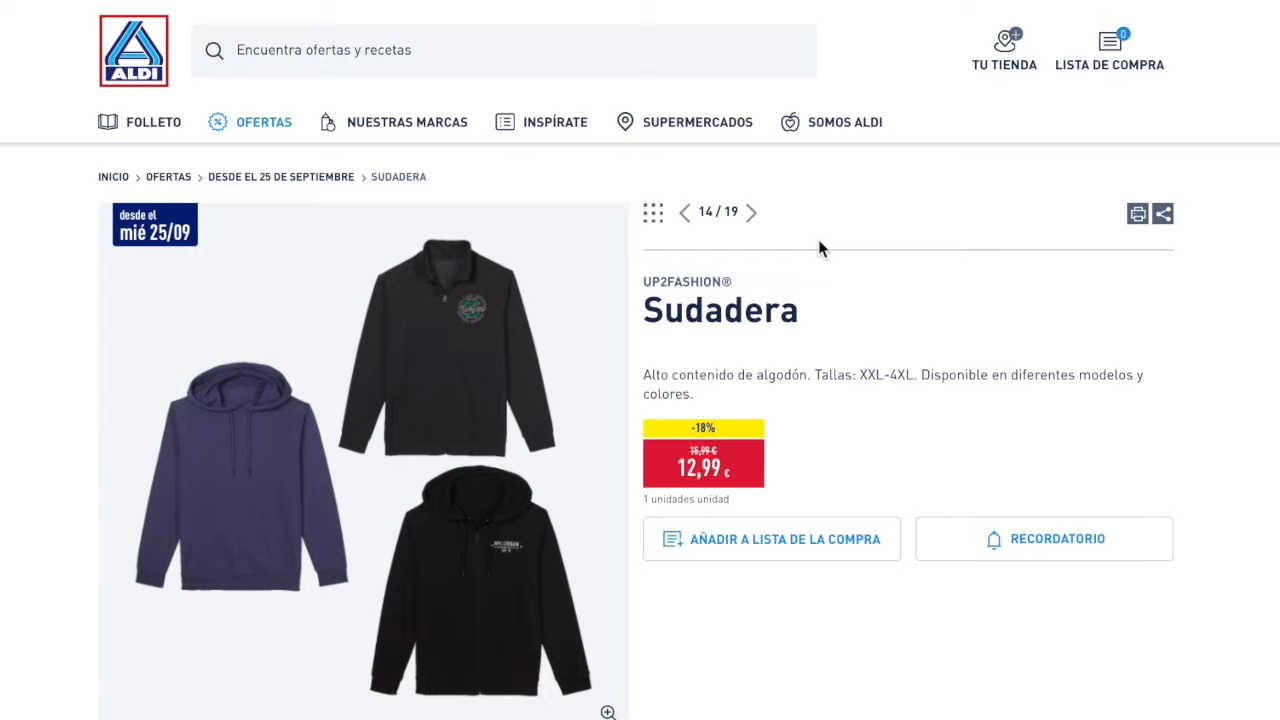 ALDI
Encuentra ofertas y recetas
TU TIENDA
0
LISTA DE COMPRA
FOLLETO
OFERTAS
NUESTRAS MARCAS
INSPÍRATE
SUPERMERCADOS
SOMOS ALDI
INICIO > OFERTAS > DESDE EL 25 DE SEPTIEMBRE > SUDADERA
desde el
mié 25/09
14 / 19
UP2FASHION®
Sudadera
Alto contenido de algodón. Tallas: XXL-4XL. Disponible en diferentes modelos y
colores.
-18%
15,99 €
12,99 €
1 unidades unidad
AÑADIR A LISTA DE LA COMPRA
RECORDATORIO